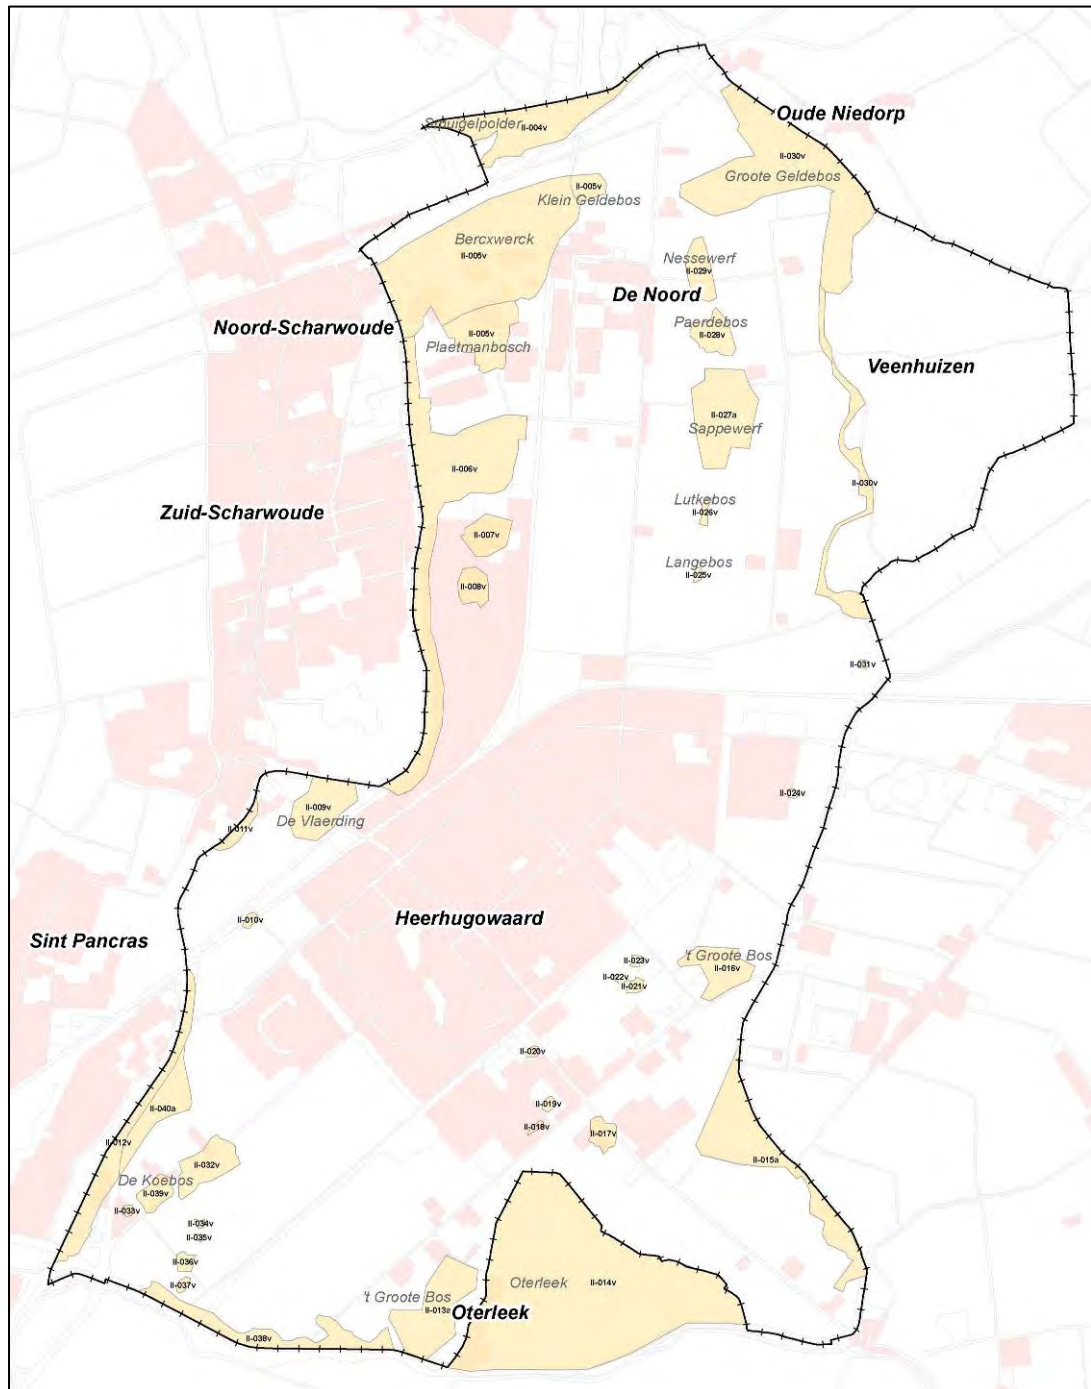 Oude Niedorp
Sruigelpolder
II-004v
II-030v
Groote Geldebos
II-005v
Klein Geldebos
Bercxwerck
II-005v
Nessewerf
II-029v
De Noord
Noord-Scharwoude
Paerdebos
II-028v
II-005v
Plaetmanbosch
Veenhuizen
II-027a
Sappewerf
II-006v
II-030v
Lutkebos
II-026v
Zuid-Scharwoude
II-007v
Langebos
II-025v
II-008v
II-031v
II-024v
II-009v
De Vlaerding
II-011v
II-010v
Heerhugowaard
Sint Pancras
't Groote Bos
II-023v
II-016v
II-022v
II-021v
II-020v
II-019v
II-040a
II-018v
II-017v
II-012v
II-015a
II-032v
De Koebos
II-039v
II-033v
II-034v
II-035v
II-036v
II-037v
Oterleek
II-014v
't Groote Bos
II-013a
Oterleek
II-038v